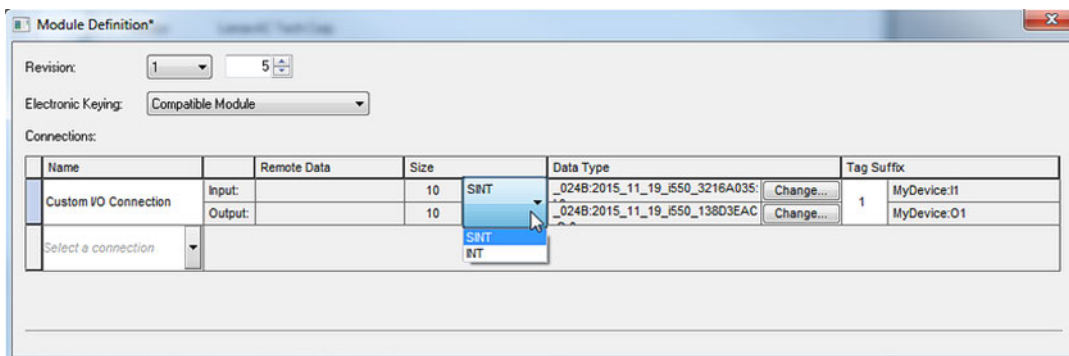 Module Definition*
Revision: 1 5
Electronic Keying: Compatible Module
Connections:
Name Remote Data Size Data Type Tag Suffix
Custom I/O Connection Input: 10 SINT _024B:2015_11_19_i550_3216A035: Change... 1 MyDevice:I1
Output: 10 _024B:2015_11_19_i550_138D3EAC Change... MyDevice:O1
Select a connection SINT
INT